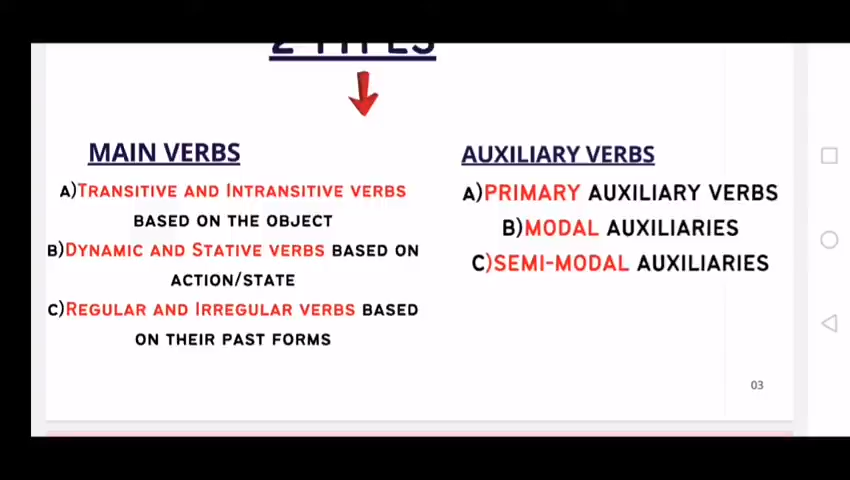 2 TYPES
MAIN VERBS
A)TRANSITIVE AND INTRANSITIVE VERBS
BASED ON THE OBJECT
B)DYNAMIC AND STATIVE VERBS BASED ON
ACTION/STATE
C)REGULAR AND IRREGULAR VERBS BASED
ON THEIR PAST FORMS
AUXILIARY VERBS
A)PRIMARY AUXILIARY VERBS
B)MODAL AUXILIARIES
C)SEMI-MODAL AUXILIARIES
03